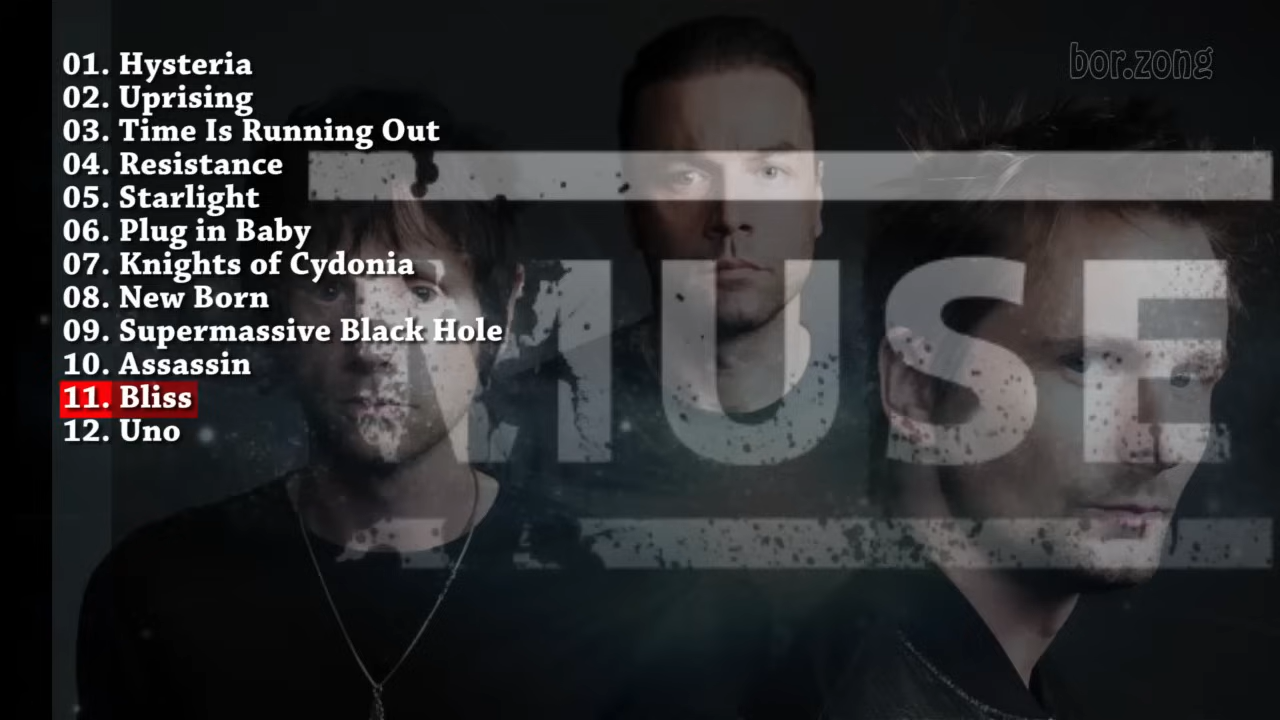 bor.zong
01. Hysteria
02. Uprising
03. Time Is Running Out
04. Resistance
05. Starlight
06. Plug in Baby
07. Knights of Cydonia
08. New Born
09. Supermassive Black Hole
10. Assassin
11. Bliss
12. Uno
MUSE